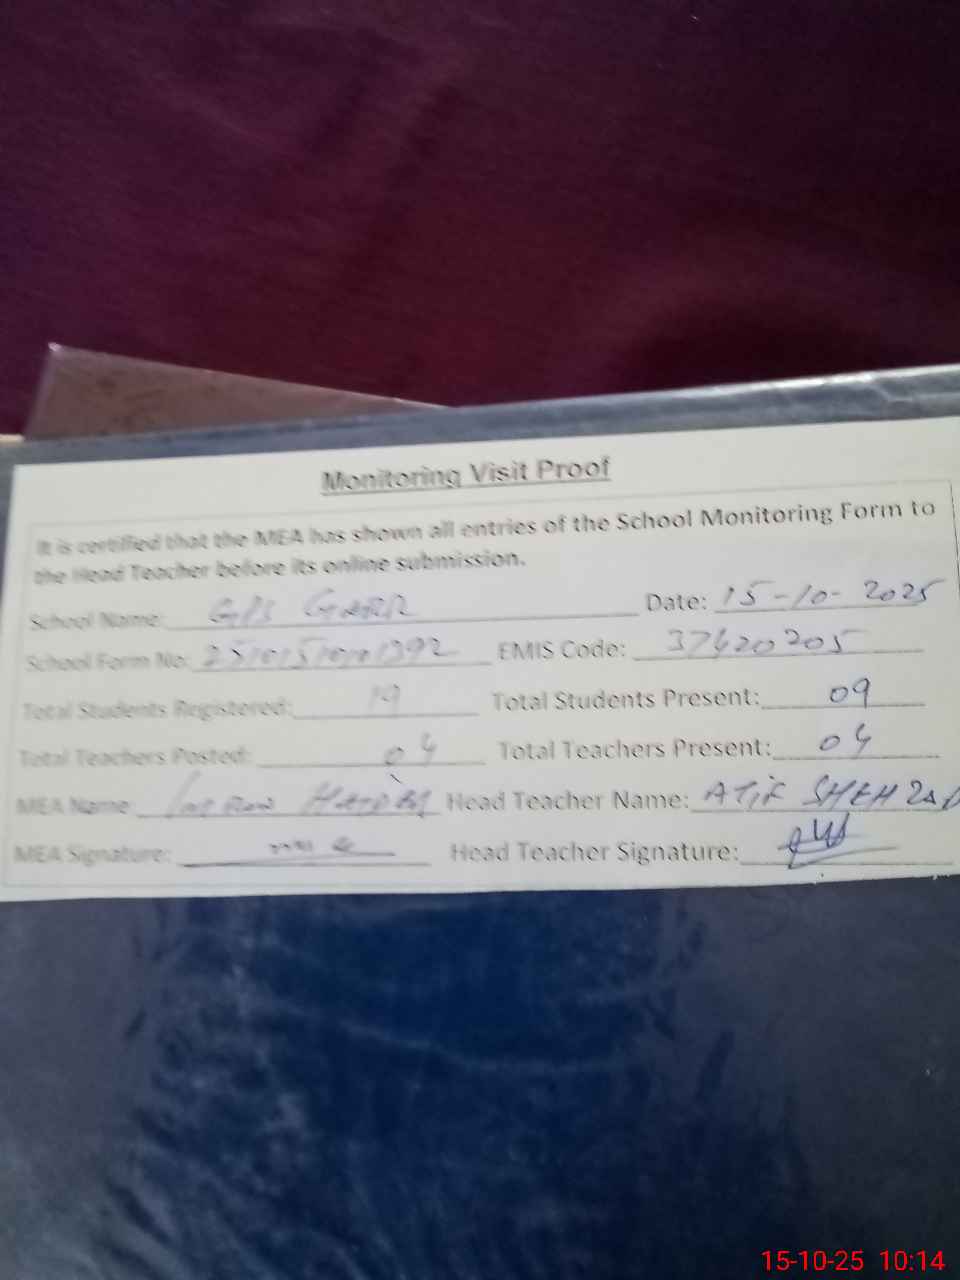 Monitoring Visit Proof
It is certified that the MEA has shown all entries of the School Monitoring Form to
the Head Teacher before its online submission.
School Name: GPS Date: 15-10-2025
School Form No: EMIS Code: 37420205
Total Students Registered: 19 Total Students Present: 09
Total Teachers Posted: 04 Total Teachers Present: 04
MEA Name: Head Teacher Name: ATIF SHEHZAD
MEA Signature: Head Teacher Signature:
15-10-25 10:14